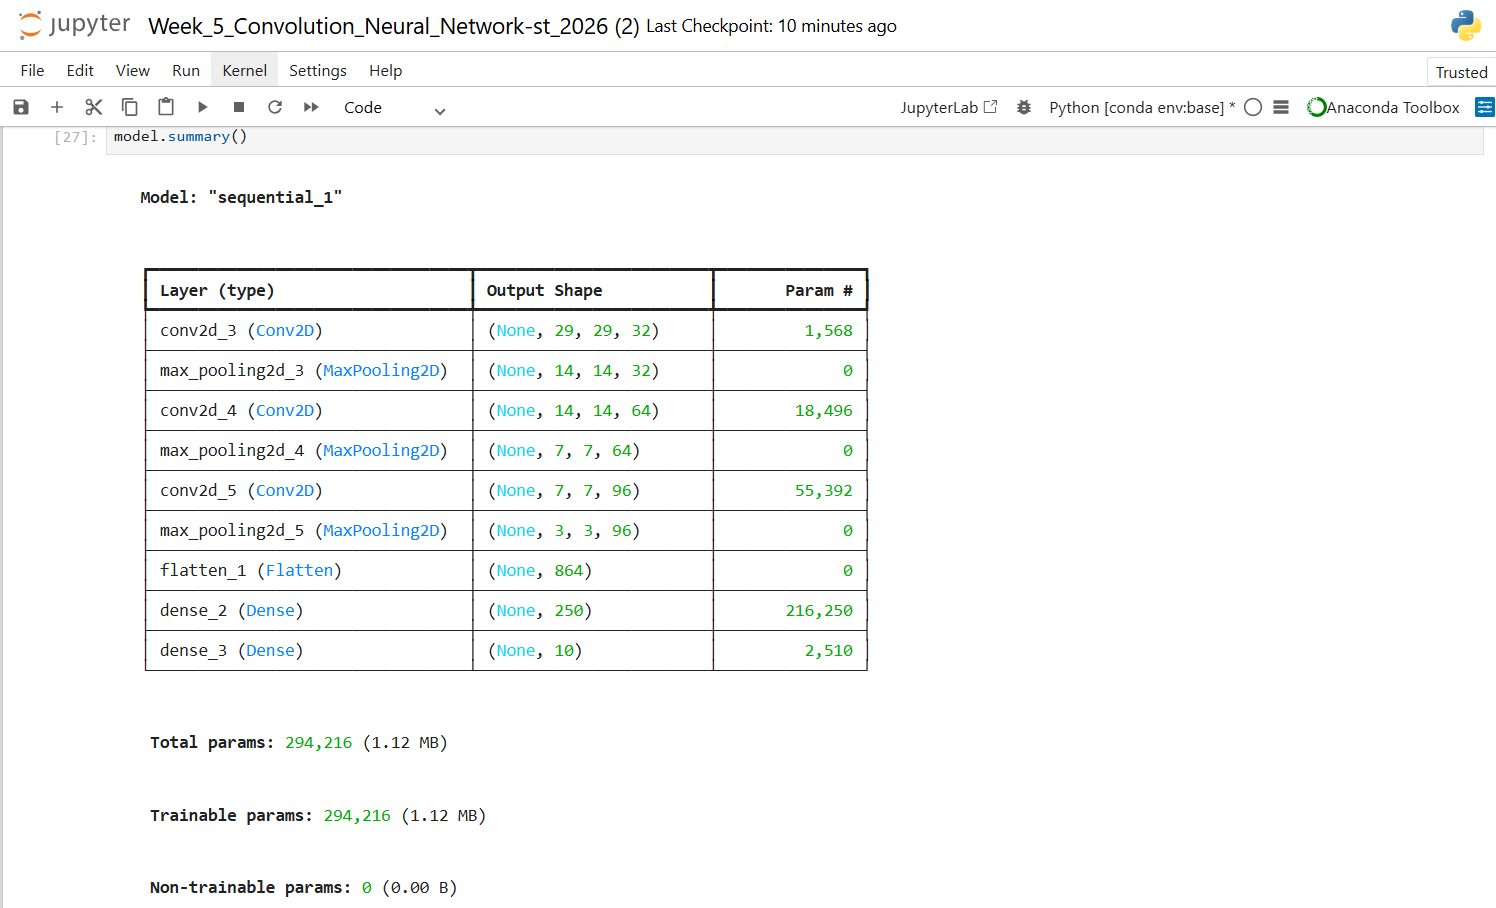 jupyter Week_5_Convolution_Neural_Network-st_2026 (2) Last Checkpoint: 10 minutes ago
File Edit View Run Kernel Settings Help Trusted
Code JupyterLab Python [conda env:base] * Anaconda Toolbox
[27]: model.summary()
Model: "sequential_1"
Layer (type) Output Shape Param #
conv2d_3 (Conv2D) (None, 29, 29, 32) 1,568
max_pooling2d_3 (MaxPooling2D) (None, 14, 14, 32) 0
conv2d_4 (Conv2D) (None, 14, 14, 64) 18,496
max_pooling2d_4 (MaxPooling2D) (None, 7, 7, 64) 0
conv2d_5 (Conv2D) (None, 7, 7, 96) 55,392
max_pooling2d_5 (MaxPooling2D) (None, 3, 3, 96) 0
flatten_1 (Flatten) (None, 864) 0
dense_2 (Dense) (None, 250) 216,250
dense_3 (Dense) (None, 10) 2,510
Total params: 294,216 (1.12 MB)
Trainable params: 294,216 (1.12 MB)
Non-trainable params: 0 (0.00 B)